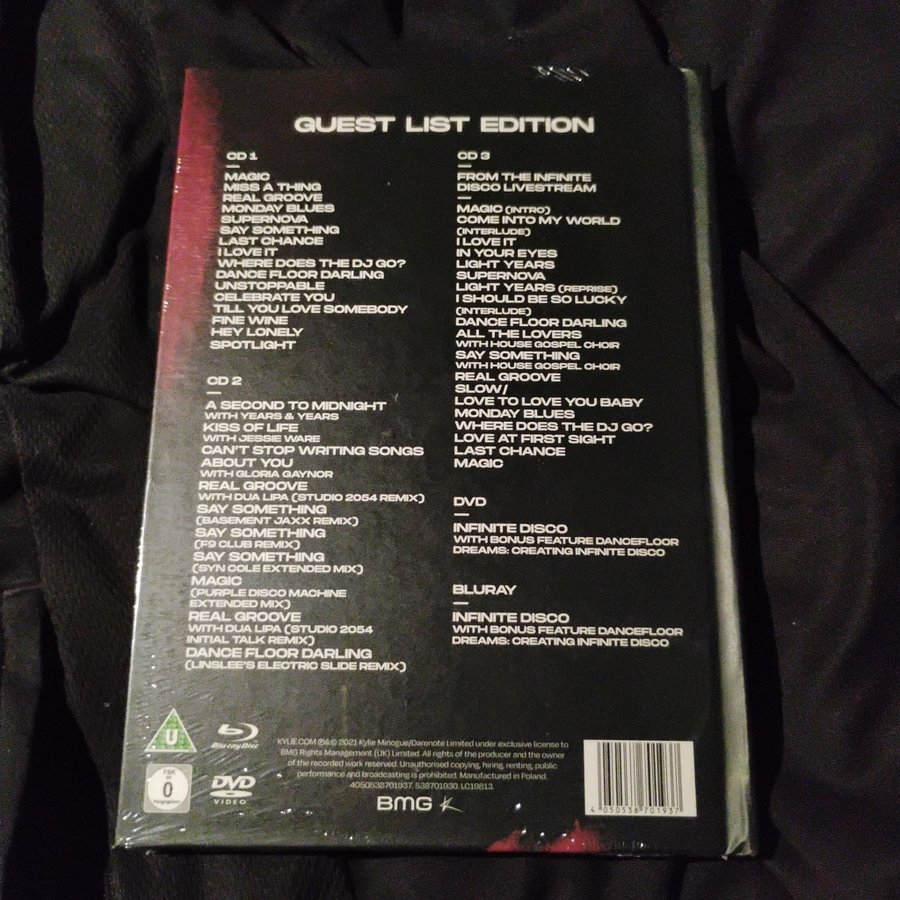 GUEST LIST EDITION
CD 1
MAGIC
MISS A THING
REAL GROOVE
MONDAY BLUES
SUPERNOVA
SAY SOMETHING
LAST CHANCE
I LOVE IT
WHERE DOES THE DJ GO?
DANCE FLOOR DARLING
UNSTOPPABLE
CELEBRATE YOU
TILL YOU LOVE SOMEBODY
FINE WINE
HEY LONELY
SPOTLIGHT
CD 2
A SECOND TO MIDNIGHT
WITH YEARS & YEARS
KISS OF LIFE
WITH JESSIE WARE
CAN'T STOP WRITING SONGS
ABOUT YOU
WITH GLORIA GAYNOR
REAL GROOVE
WITH DUA LIPA (STUDIO 2054 REMIX)
SAY SOMETHING
(BASEMENT JAXX REMIX)
SAY SOMETHING
(F9 CLUB REMIX)
SAY SOMETHING
(SYN COLE EXTENDED MIX)
MAGIC
(PURPLE DISCO MACHINE
EXTENDED MIX)
REAL GROOVE
WITH DUA LIPA (STUDIO 2054
INITIAL TALK REMIX)
DANCE FLOOR DARLING
(LINSLEE'S ELECTRIC SLIDE REMIX)
CD 3
FROM THE INFINITE
DISCO LIVESTREAM
MAGIC (INTRO)
COME INTO MY WORLD
(INTERLUDE)
I LOVE IT
IN YOUR EYES
LIGHT YEARS
SUPERNOVA
LIGHT YEARS (REPRISE)
I SHOULD BE SO LUCKY
(INTERLUDE)
DANCE FLOOR DARLING
ALL THE LOVERS
WITH HOUSE GOSPEL CHOIR
SAY SOMETHING
WITH HOUSE GOSPEL CHOIR
REAL GROOVE
SLOW/
LOVE TO LOVE YOU BABY
MONDAY BLUES
WHERE DOES THE DJ GO?
LOVE AT FIRST SIGHT
LAST CHANCE
MAGIC
DVD
INFINITE DISCO
WITH BONUS FEATURE DANCEFLOOR
DREAMS: CREATING INFINITE DISCO
BLURAY
INFINITE DISCO
WITH BONUS FEATURE DANCEFLOOR
DREAMS: CREATING INFINITE DISCO
U
Blu-ray Disc
FSK
0
DVD
VIDEO
KYLIE.COM ℗&© 2021 Kylie Minogue/Darenote Limited under exclusive license to
BMG Rights Management (UK) Limited. All rights of the producer and the owner
of the recorded work reserved. Unauthorised copying, hiring, renting, public
performance and broadcasting is prohibited. Manufactured in Poland.
4050538701937. 538701930. LC19813.
BMG K
4 050538 701937